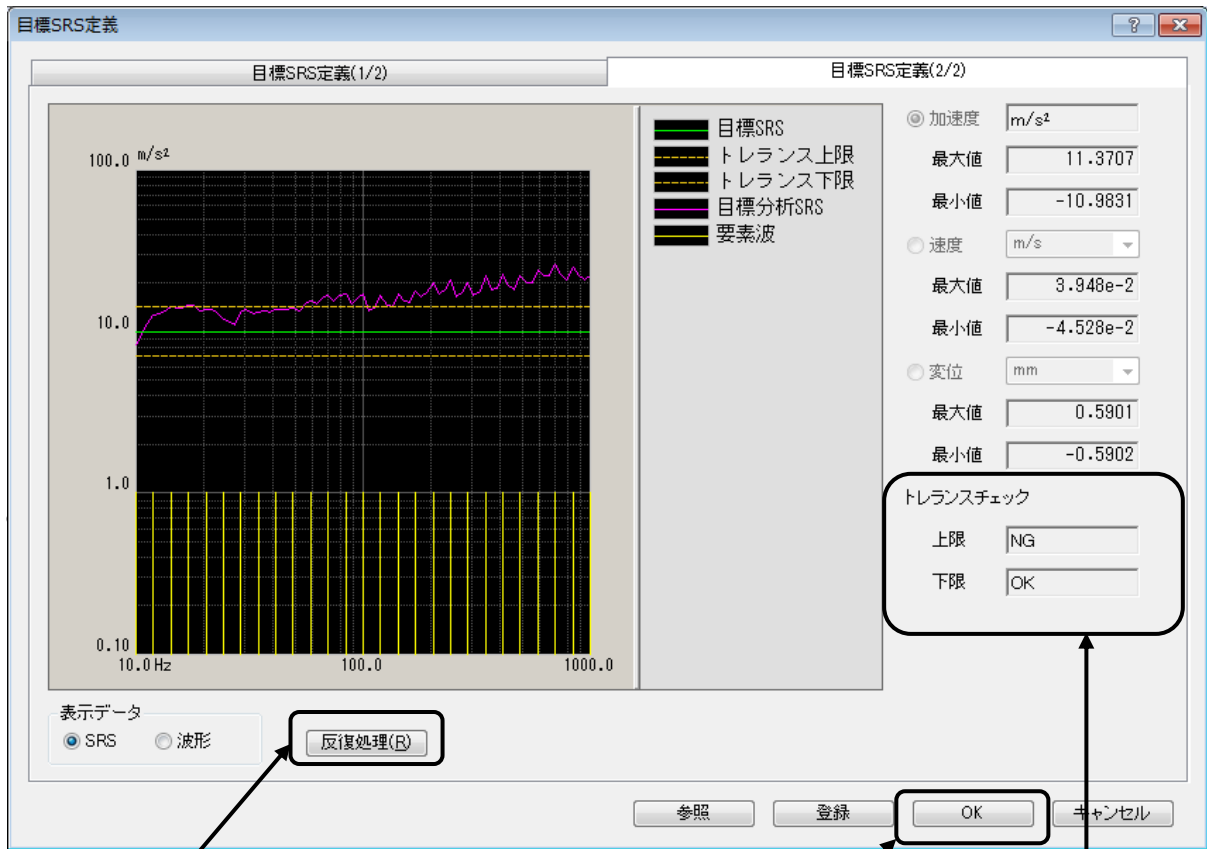 目標SRS定義
目標SRS定義(1/2)
目標SRS定義(2/2)
100.0 m/s²
10.0
1.0
0.10
10.0Hz 100.0 1000.0
目標SRS
トレランス上限
トレランス下限
目標分析SRS
要素波
加速度 m/s²
最大値 11.3707
最小値 -10.9831
速度 m/s
最大値 3.948e-2
最小値 -4.528e-2
変位 mm
最大値 0.5901
最小値 -0.5902
トレランスチェック
上限 NG
下限 OK
表示データ
SRS 波形
反復処理(R)
参照 登録 OK キャンセル